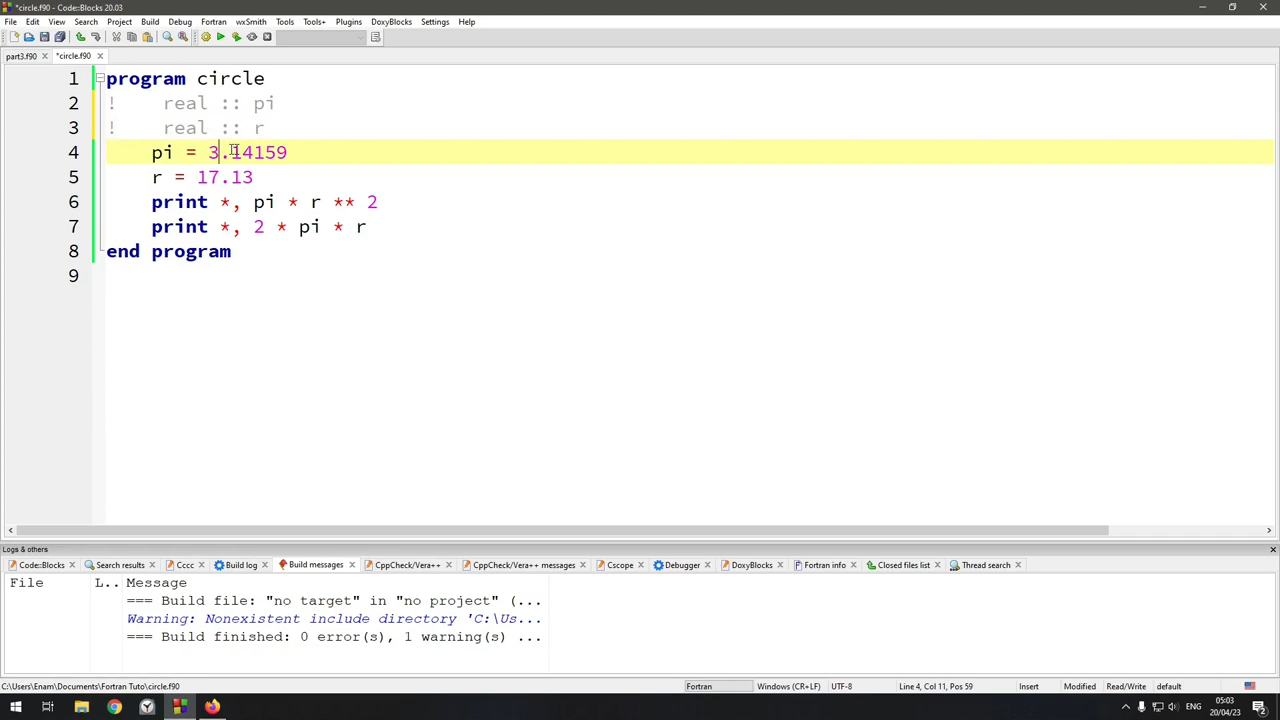 *circle.f90 - Code::Blocks 20.03
File Edit View Search Project Build Debug Fortran wxSmith Tools Tools+ Plugins DoxyBlocks Settings Help
part3.f90 *circle.f90
1 program circle
2 ! real :: pi
3 ! real :: r
4 pi = 3.14159
5 r = 17.13
6 print *, pi * r ** 2
7 print *, 2 * pi * r
8 end program
9
Logs & others
Code::Blocks Search results Cccc Build log Build messages CppCheck/Vera++ CppCheck/Vera++ messages Cscope Debugger DoxyBlocks Fortran info Closed files list Thread search
File L.. Message
=== Build file: "no target" in "no project" (...
Warning: Nonexistent include directory 'C:\Us...
=== Build finished: 0 error(s), 1 warning(s) ...
C:\Users\Enam\Documents\Fortran Tuto\circle.f90 Fortran Windows (CR+LF) UTF-8 Line 4, Col 11, Pos 59 Insert Modified Read/Write default
ENG 05:03
20/04/23 2